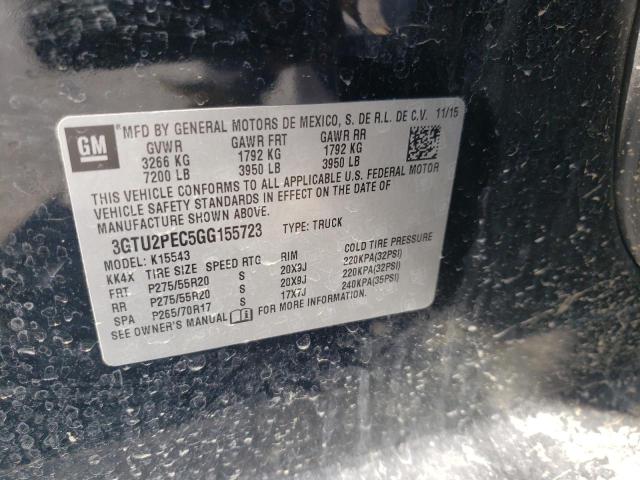 GM
MFD BY GENERAL MOTORS DE MEXICO, S. DE R.L. DE C.V. 11/15
GVWR GAWR FRT GAWR RR
3266 KG 1792 KG 1792 KG
7200 LB 3950 LB 3950 LB
THIS VEHICLE CONFORMS TO ALL APPLICABLE U.S. FEDERAL MOTOR
VEHICLE SAFETY STANDARDS IN EFFECT ON THE DATE OF
MANUFACTURE SHOWN ABOVE.
3GTU2PEC5GG155723 TYPE: TRUCK
MODEL: K15543
KK4X TIRE SIZE SPEED RTG RIM COLD TIRE PRESSURE
FRT P275/55R20 S 20X9J 220KPA(32PSI)
RR P275/55R20 S 20X9J 220KPA(32PSI)
SPA P265/70R17 S 17X7J 240KPA(35PSI)
SEE OWNER'S MANUAL FOR MORE INFORMATION.